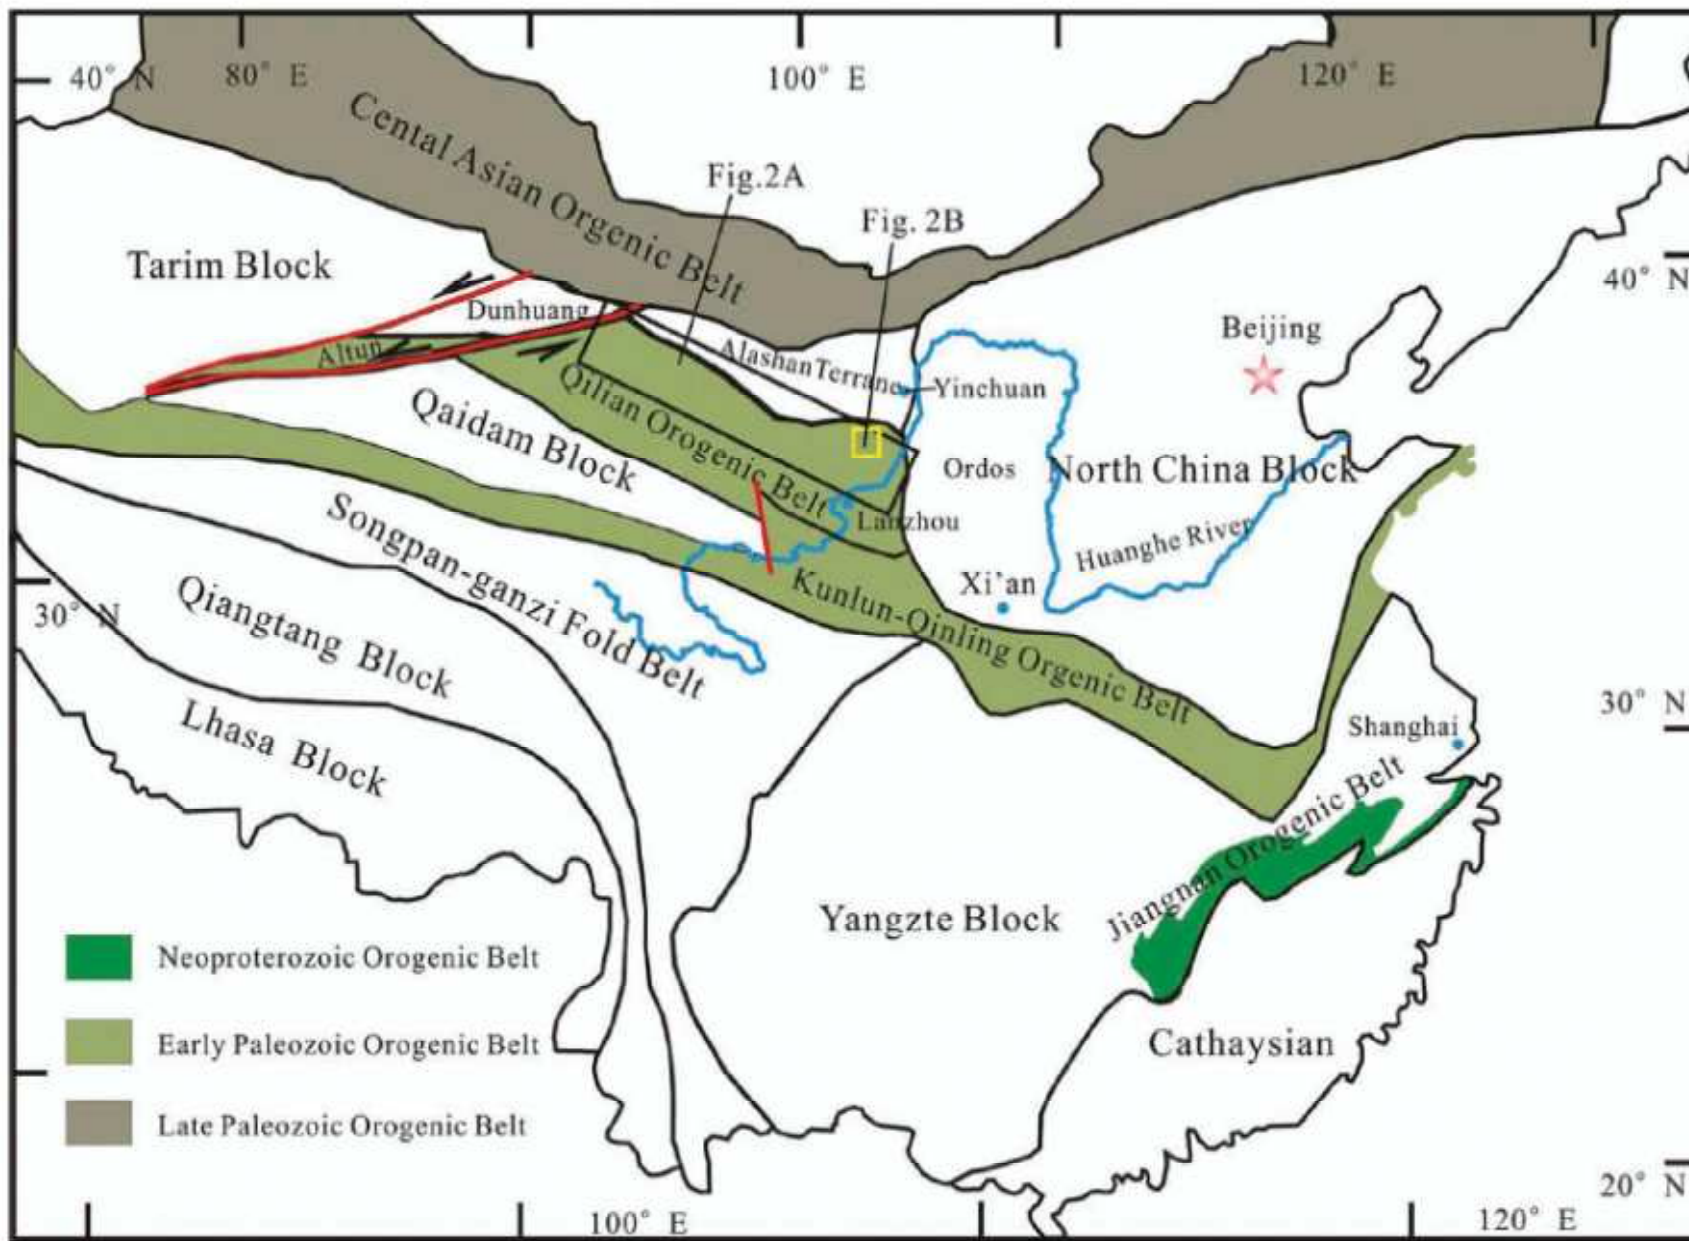 40° N
80° E
100° E
120° E
Cental Asian Orgenic Belt
Fig.2A
Fig. 2B
Tarim Block
40° N
Dunhuang
Beijing
Altun
Alashan Terrane
Yinchuan
Qilian Orogenic Belt
Qaidam Block
Ordos
North China Block
Lanzhou
Huanghe River
Songpan-ganzi Fold Belt
Xi'an
Kunlun-Qinling Orgenic Belt
30° N
Qiangtang Block
Lhasa Block
30° N
Shanghai
Jiangnan Orogenic Belt
Yangzte Block
Neoproterozoic Orogenic Belt
Early Paleozoic Orogenic Belt
Cathaysian
Late Paleozoic Orogenic Belt
20° N
100° E
120° E